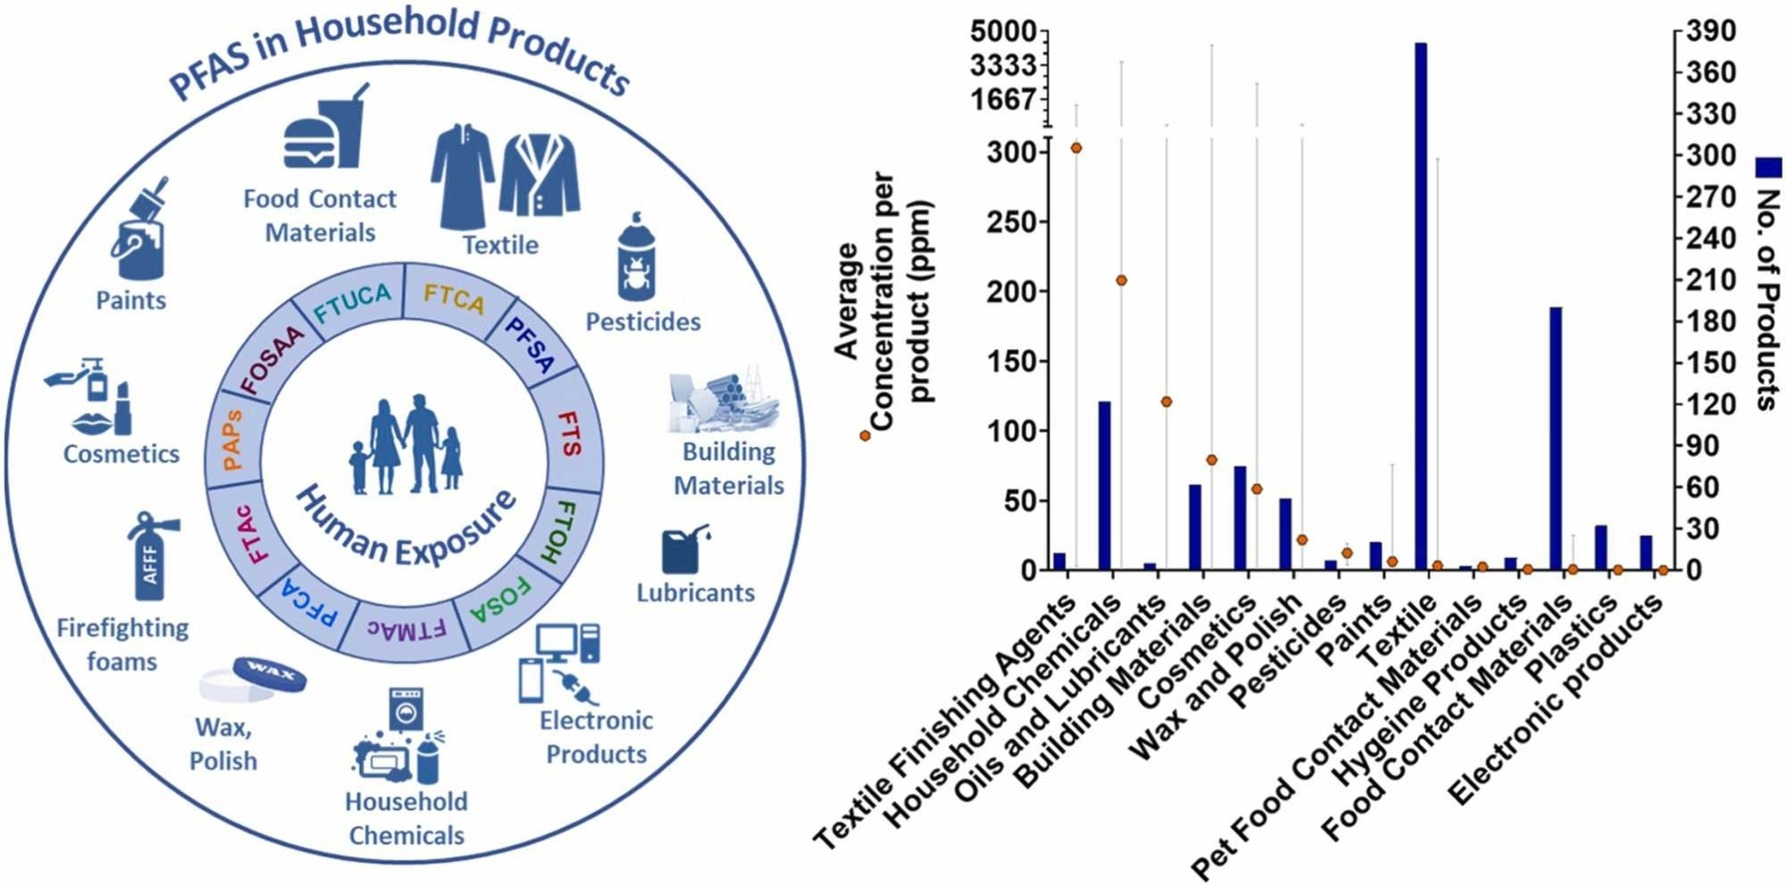 PFAS in Household Products
Food Contact
Materials
Textile
Pesticides
Building
Materials
Lubricants
Electronic
Products
Household
Chemicals
WAX
Wax,
Polish
AFFF
Firefighting
foams
Cosmetics
Paints
FTUCA
FTCA
PFSA
FTS
FTOH
FOSA
FTMAc
PFCA
FTAc
PAPs
FOSAA
Human Exposure
Average
Concentration per
product (ppm)
5000
3333
1667
300
250
200
150
100
50
0
390
360
330
300
270
240
210
180
150
120
90
60
30
0
No. of Products
Textile Finishing Agents
Household Chemicals
Oils and Lubricants
Building Materials
Cosmetics
Wax and Polish
Pesticides
Paints
Textile
Pet Food Contact Materials
Hygeine Products
Food Contact Materials
Plastics
Electronic products